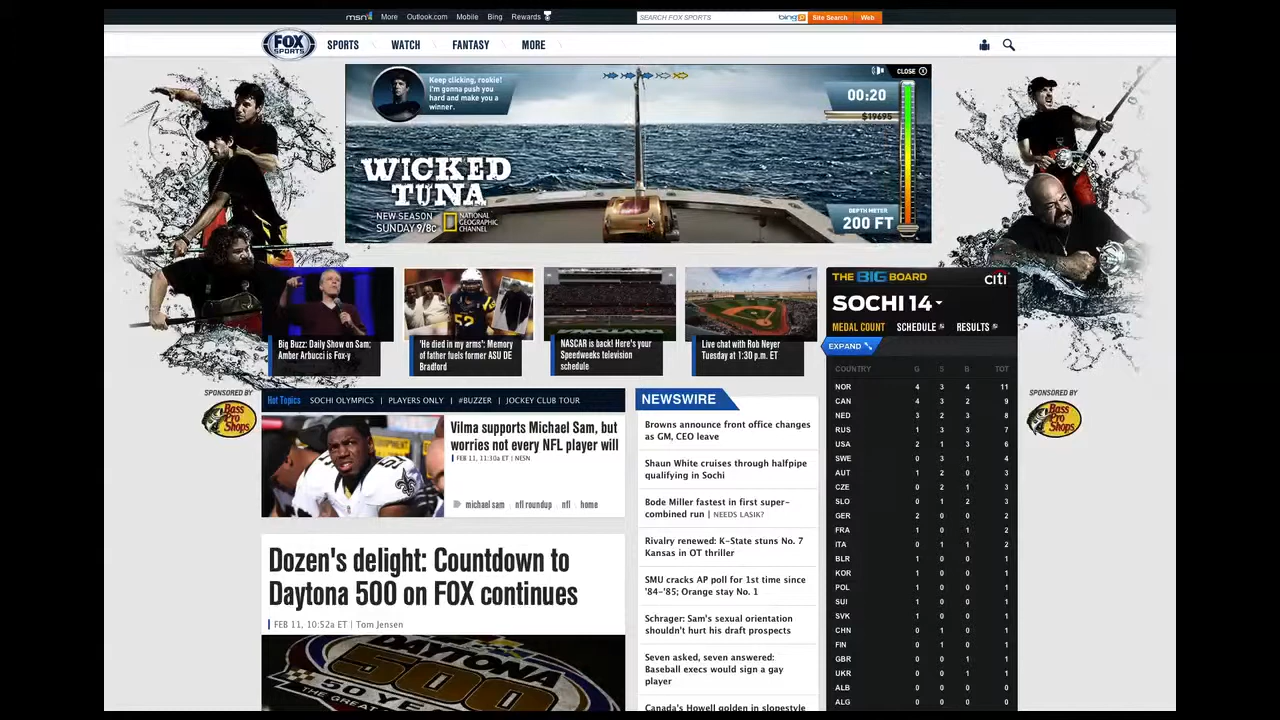 msn
More
Outlook.com
Mobile
Bing
Rewards
SEARCH FOX SPORTS
bing
Site Search
Web
FOX
SPORTS
SPORTS
WATCH
FANTASY
MORE
Keep clicking, rookie!
I'm gonna push you
hard and make you a
winner.
CLOSE X
00:20
$19695
WICKED
TUNA
NEW SEASON
SUNDAY 9/8c
NATIONAL
GEOGRAPHIC
CHANNEL
DEPTH METER
200 FT
Big Buzz: Daily Show on Sam;
Amber Arbucci is Fox-y
52
'He died in my arms': Memory
of father fuels former ASU DE
Bradford
NASCAR is back! Here's your
Speedweeks television
schedule
Live chat with Rob Neyer
Tuesday at 1:30 p.m. ET
THE BIG BOARD
citi
SOCHI 14
MEDAL COUNT SCHEDULE RESULTS
EXPAND
COUNTRY G S B TOT
NOR 4 3 4 11
CAN 4 3 2 9
NED 3 2 3 8
RUS 1 3 3 7
USA 2 1 3 6
SWE 0 3 1 4
AUT 1 2 0 3
CZE 0 2 1 3
SLO 0 1 2 3
GER 2 0 0 2
FRA 1 0 1 2
ITA 0 1 1 2
BLR 1 0 0 1
KOR 1 0 0 1
POL 1 0 0 1
SUI 1 0 0 1
SVK 1 0 0 1
CHN 0 1 0 1
FIN 0 1 0 1
GBR 0 0 1 1
UKR 0 0 1 1
ALB 0 0 0 0
ALG 0 0 0 0
SPONSORED BY
Bass
Pro
Shops
SPONSORED BY
Bass
Pro
Shops
Hot Topics SOCHI OLYMPICS | PLAYERS ONLY | #BUZZER | JOCKEY CLUB TOUR
Vilma supports Michael Sam, but
worries not every NFL player will
FEB 11, 11:30a ET | NESN
michael sam nfl roundup nfl home
Dozen's delight: Countdown to
Daytona 500 on FOX continues
FEB 11, 10:52a ET | Tom Jensen
DAYTONA
500
THE GREAT
NEWSWIRE
Browns announce front office changes
as GM, CEO leave
Shaun White cruises through halfpipe
qualifying in Sochi
Bode Miller fastest in first super-
combined run | NEEDS LASIK?
Rivalry renewed: K-State stuns No. 7
Kansas in OT thriller
SMU cracks AP poll for 1st time since
'84-'85; Orange stay No. 1
Schrager: Sam's sexual orientation
shouldn't hurt his draft prospects
Seven asked, seven answered:
Baseball execs would sign a gay
player
Canada's Howell golden in slopestyle